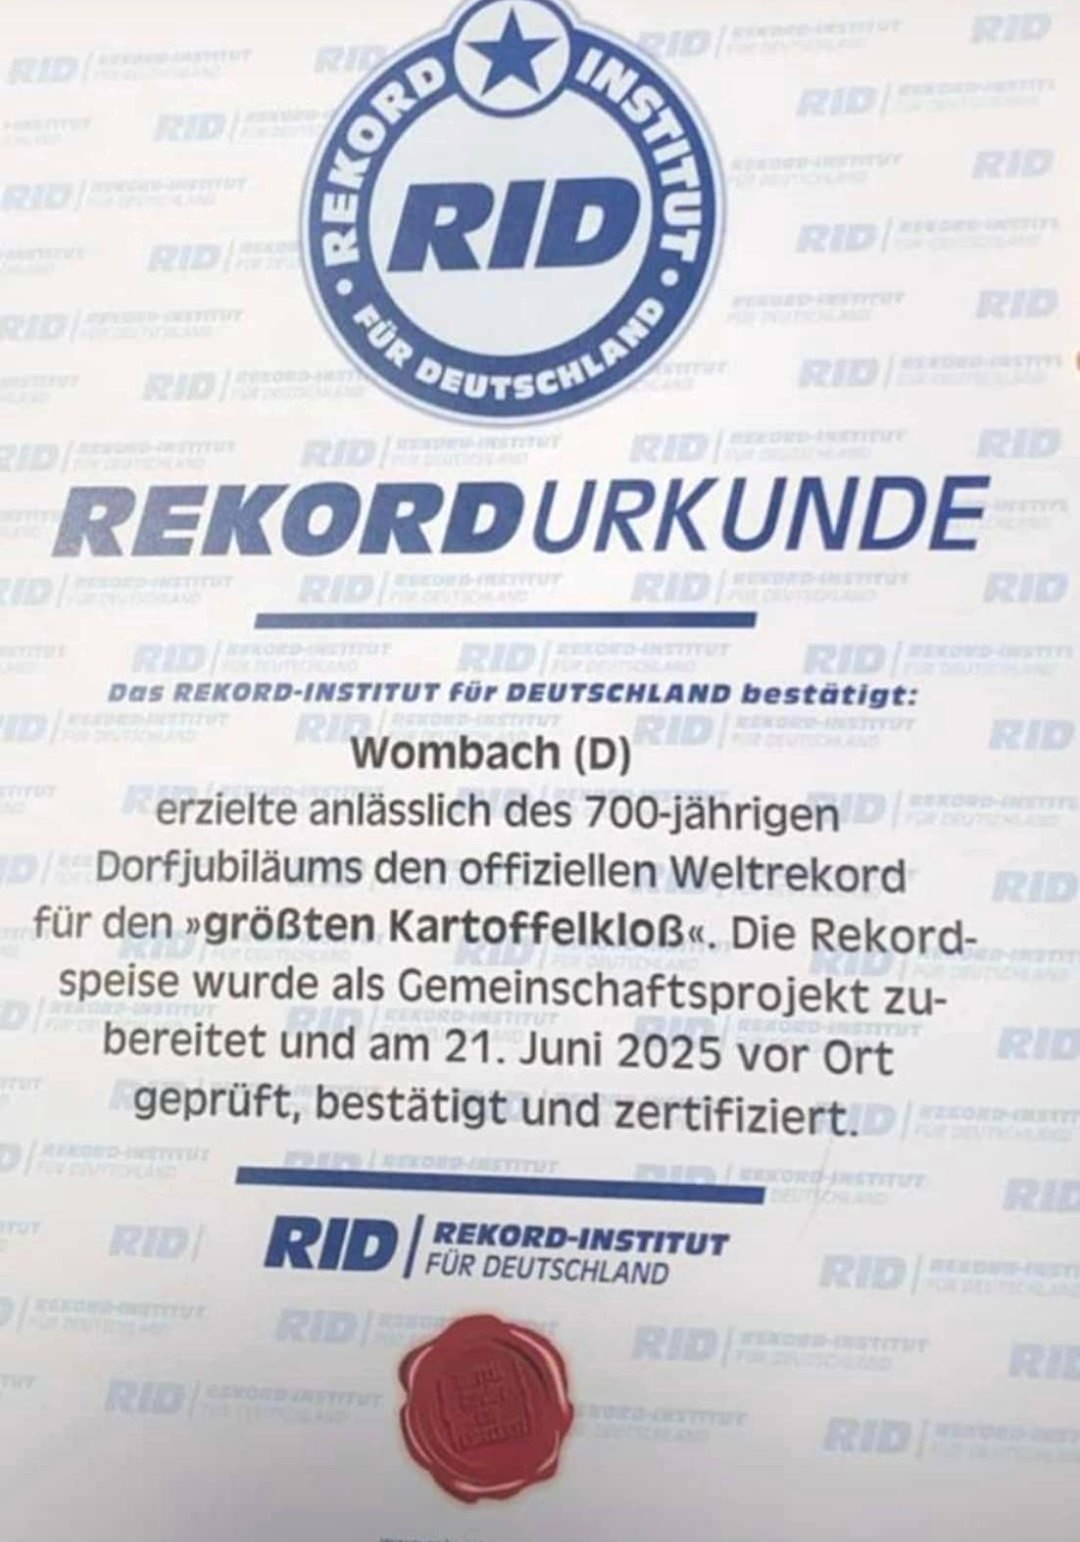 REKORD INSTITUT
RID
FÜR DEUTSCHLAND
REKORDURKUNDE
Das REKORD-INSTITUT für DEUTSCHLAND bestätigt:
Wombach (D)
erzielte anlässlich des 700-jährigen
Dorfjubiläums den offiziellen Weltrekord
für den »größten Kartoffelkloß«. Die Rekord-
speise wurde als Gemeinschaftsprojekt zu-
bereitet und am 21. Juni 2025 vor Ort
geprüft, bestätigt und zertifiziert.
RID | REKORD-INSTITUT
FÜR DEUTSCHLAND